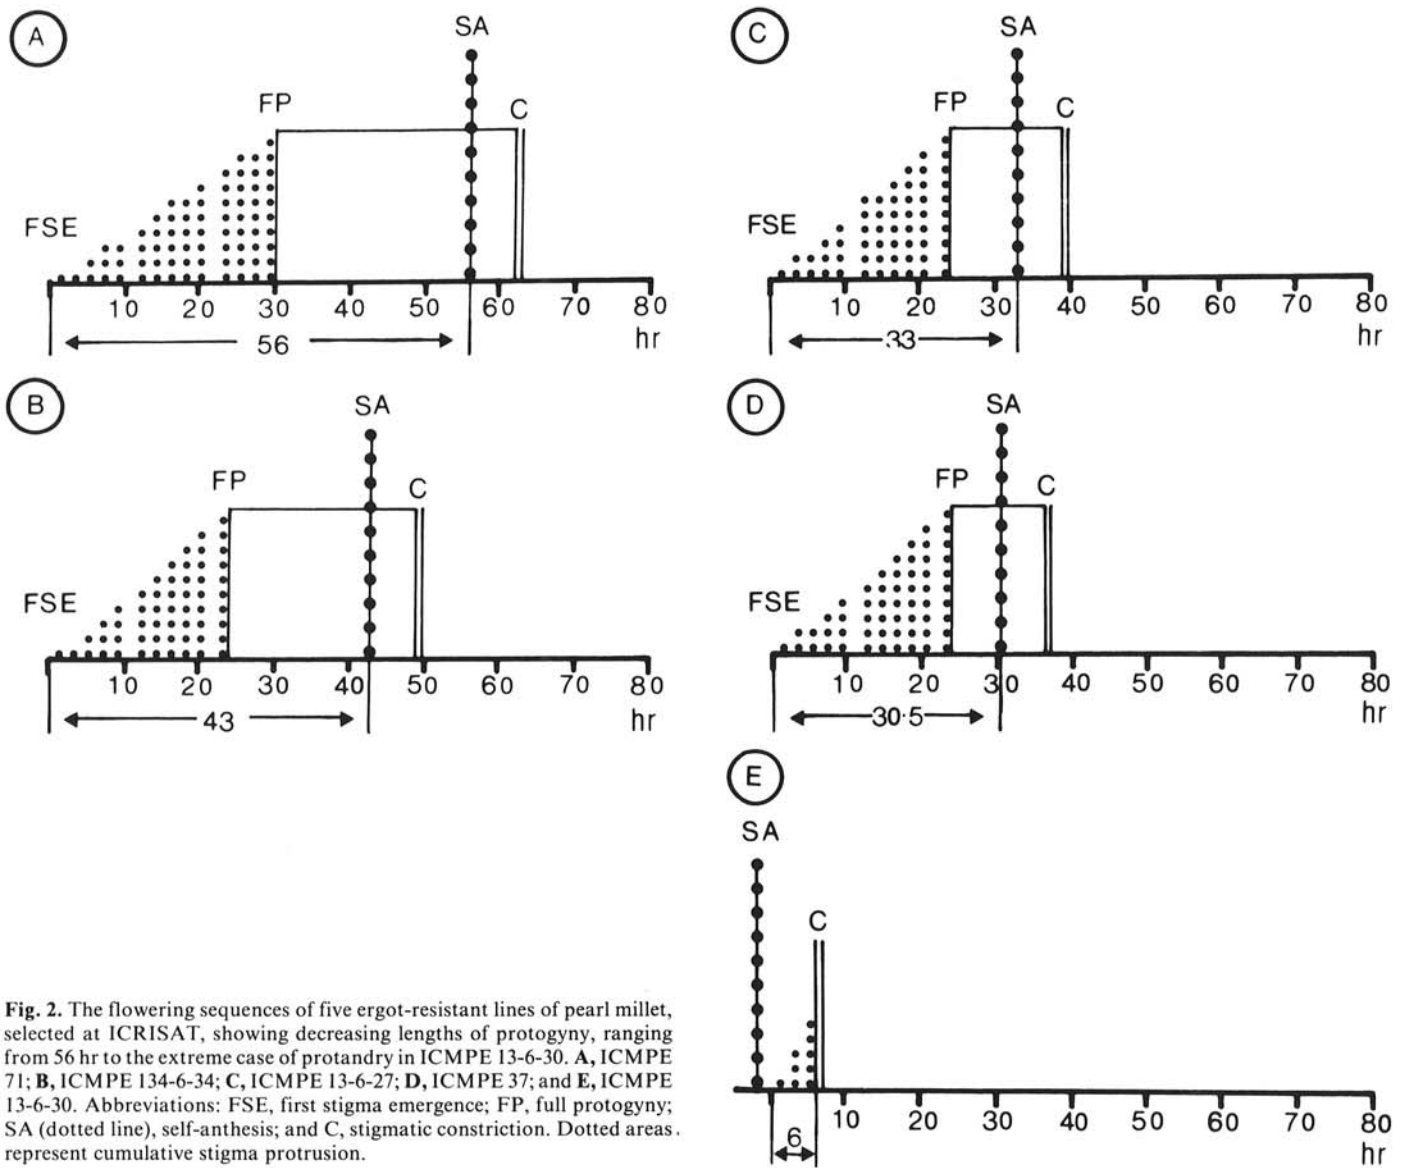 A
SA
FP
C
FSE
10 20 30 40 50 60 70 80
hr
56
B
SA
FP
C
FSE
10 20 30 40 50 60 70 80
hr
43
C
SA
FP
C
FSE
10 20 30 40 50 60 70 80
hr
33
D
SA
FP
C
FSE
10 20 30 40 50 60 70 80
hr
30·5
E
SA
C
10 20 30 40 50 60 70 80
hr
6
Fig. 2. The flowering sequences of five ergot-resistant lines of pearl millet,
selected at ICRISAT, showing decreasing lengths of protogyny, ranging
from 56 hr to the extreme case of protandry in ICMPE 13-6-30. A, ICMPE
71; B, ICMPE 134-6-34; C, ICMPE 13-6-27; D, ICMPE 37; and E, ICMPE
13-6-30. Abbreviations: FSE, first stigma emergence; FP, full protogyny;
SA (dotted line), self-anthesis; and C, stigmatic constriction. Dotted areas
represent cumulative stigma protrusion.